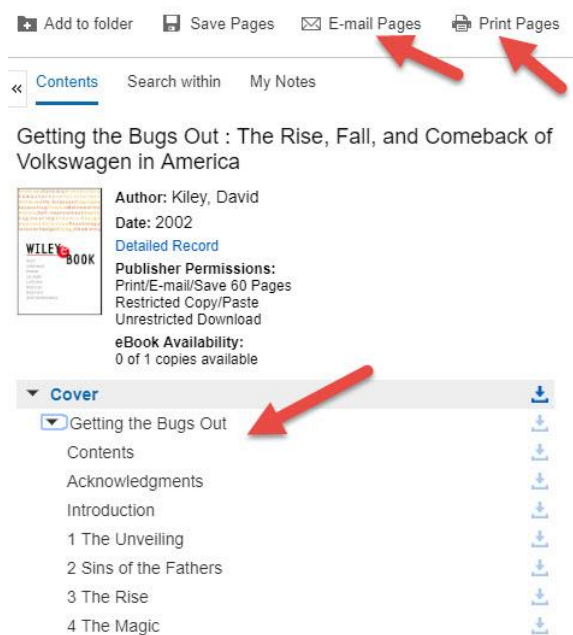 Add to folder Save Pages E-mail Pages Print Pages
« Contents Search within My Notes
Getting the Bugs Out : The Rise, Fall, and Comeback of
Volkswagen in America
Author: Kiley, David
Date: 2002
Detailed Record
WILEY e BOOK
Publisher Permissions:
Print/E-mail/Save 60 Pages
Restricted Copy/Paste
Unrestricted Download
eBook Availability:
0 of 1 copies available
Cover
Getting the Bugs Out
Contents
Acknowledgments
Introduction
1 The Unveiling
2 Sins of the Fathers
3 The Rise
4 The Magic